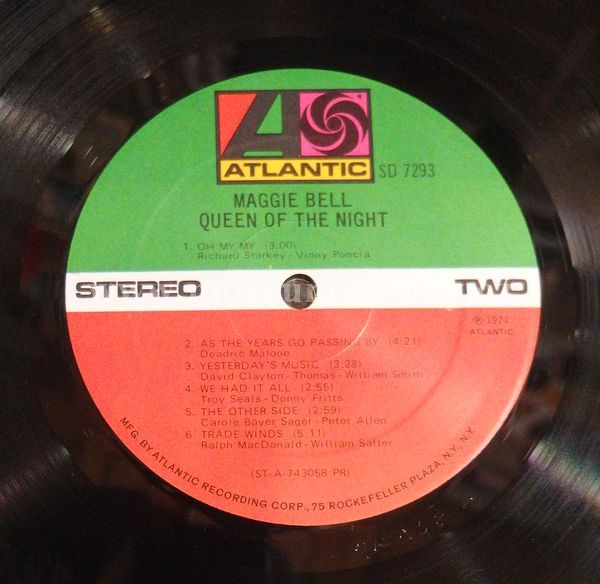 ATLANTIC
SD 7293
MAGGIE BELL
QUEEN OF THE NIGHT
1. OH MY MY (3:00)
Richard Starkey - Vinny Poncia
STEREO TWO
℗ 1974
ATLANTIC.
2. AS THE YEARS GO PASSING BY (4:21)
Deadric Malone
3. YESTERDAY'S MUSIC (3:28)
David Clayton - Thomas - William Smith
4. WE HAD IT ALL (2:55)
Troy Seals - Donny Fritts
5. THE OTHER SIDE (2:59)
Carole Bayer Sager - Peter Allen
6. TRADE WINDS (5:11)
Ralph MacDonald - William Salter
(ST-A-743058 PR)
MFG. BY ATLANTIC RECORDING CORP., 75 ROCKEFELLER PLAZA, N.Y., N.Y.